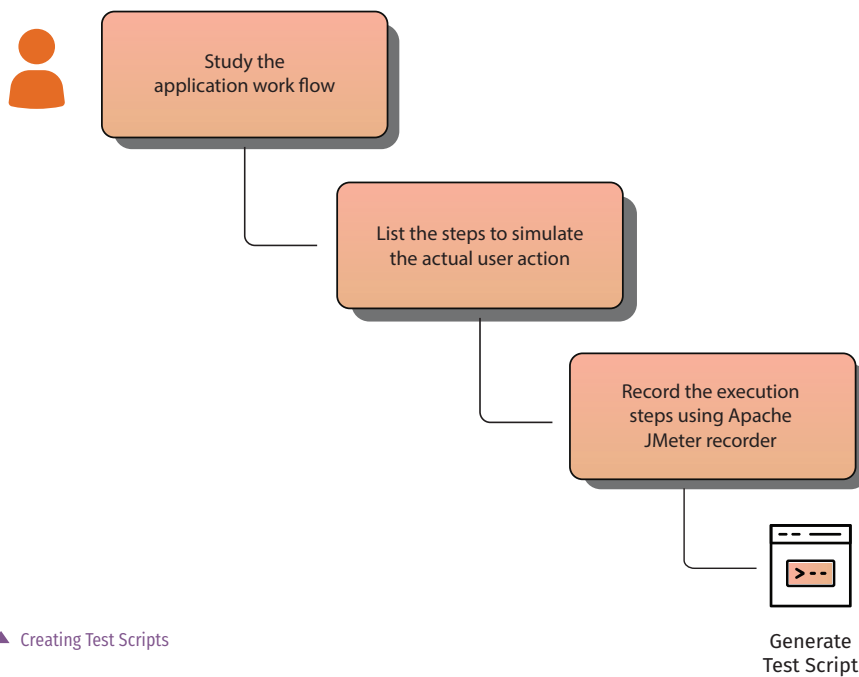 Study the
application work flow
List the steps to simulate
the actual user action
Record the execution
steps using Apache
JMeter recorder
>--
Generate
Test Script
Creating Test Scripts